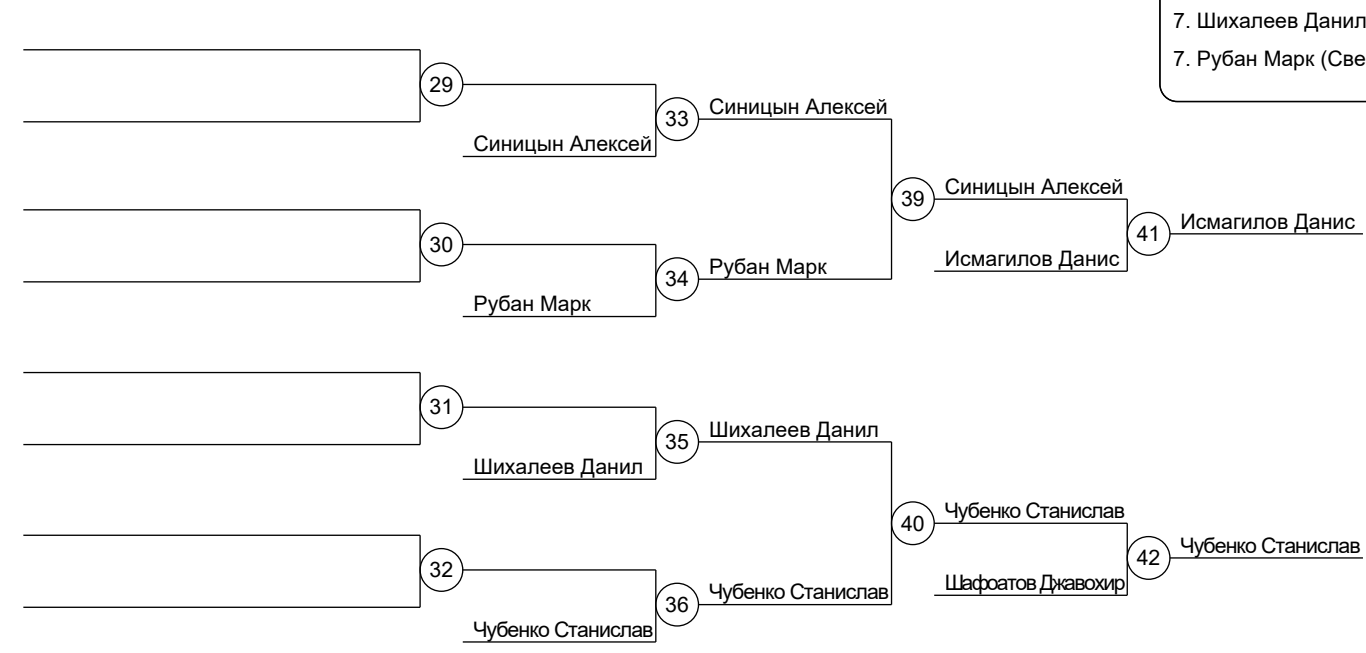 7. Шихалеев Данил
7. Рубан Марк (Све
29
33
Синицын Алексей
Синицын Алексей
39
Синицын Алексей
41
Исмагилов Данис
Исмагилов Данис
30
34
Рубан Марк
Рубан Марк
31
35
Шихалеев Данил
Шихалеев Данил
40
Чубенко Станислав
42
Чубенко Станислав
Шафоатов Джавохир
32
36
Чубенко Станислав
Чубенко Станислав